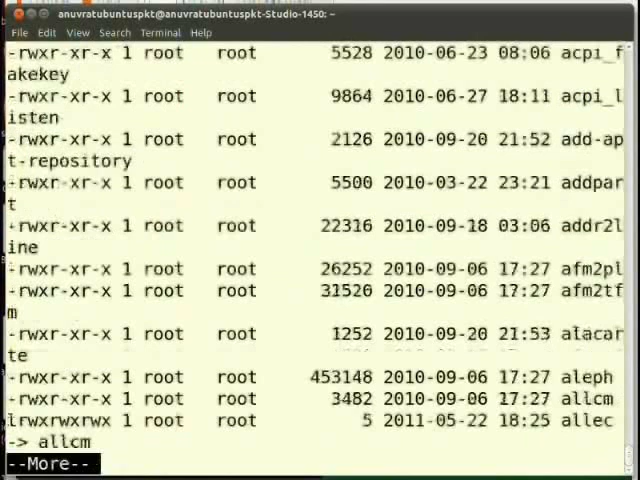 anuvratubuntuspkt@anuvratubuntuspkt-Studio-1450: ~
File Edit View Search Terminal Help
-rwxr-xr-x 1 root root 5528 2010-06-23 08:06 acpi_f
akekey
-rwxr-xr-x 1 root root 9864 2010-06-27 18:11 acpi_l
isten
-rwxr-xr-x 1 root root 2126 2010-09-20 21:52 add-ap
t-repository
-rwxr-xr-x 1 root root 5500 2010-03-22 23:21 addpar
t
-rwxr-xr-x 1 root root 22316 2010-09-18 03:06 addr2l
ine
-rwxr-xr-x 1 root root 26252 2010-09-06 17:27 afm2pl
-rwxr-xr-x 1 root root 31520 2010-09-06 17:27 afm2tf
m
-rwxr-xr-x 1 root root 1252 2010-09-20 21:53 alacar
te
-rwxr-xr-x 1 root root 453148 2010-09-06 17:27 aleph
-rwxr-xr-x 1 root root 3482 2010-09-06 17:27 allcm
lrwxrwxrwx 1 root root 5 2011-05-22 18:25 allec
-> allcm
--More--